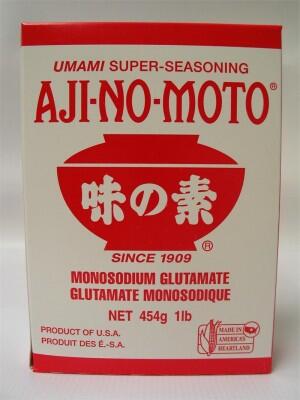 UMAMI SUPER-SEASONING
AJI-NO-MOTO®
味の素
®
SINCE 1909
MONOSODIUM GLUTAMATE
GLUTAMATE MONOSODIQUE
NET 454g 1lb
PRODUCT OF U.S.A.
PRODUIT DES É.-S.A.
MADE IN
AMERICA'S
HEARTLAND